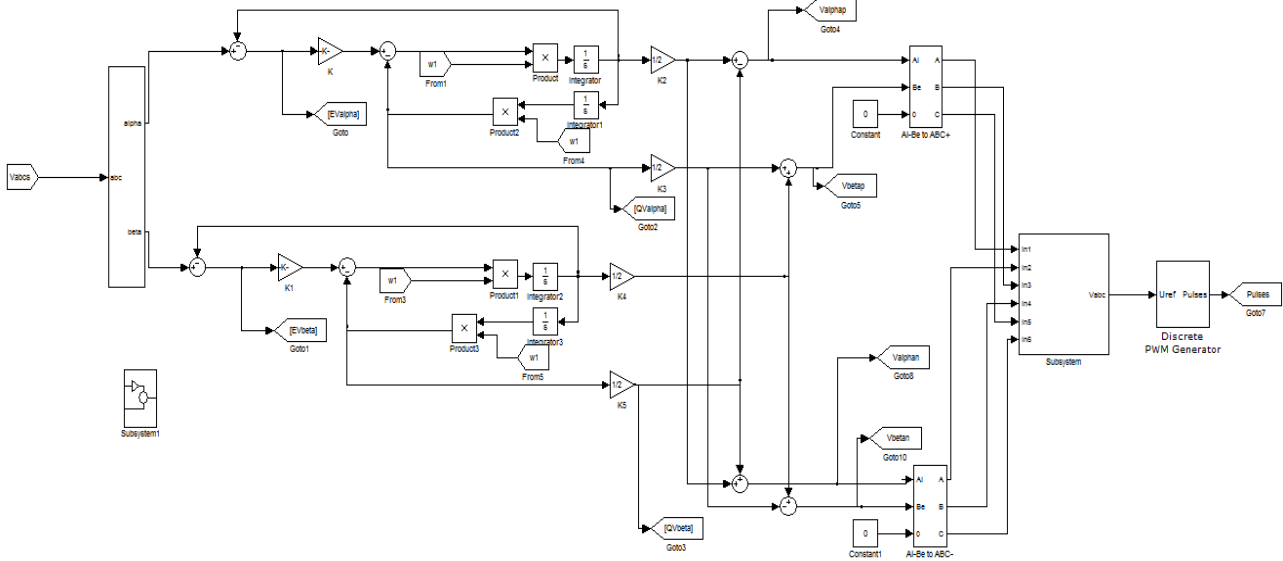 Valphap
Goto4
K-
K
w1
From1
×
Product
1
s
Integrator
1/2
K2
Al
A
Be
B
0
C
Al-Be to ABC+
0
Constant
[EValpha]
Goto
×
Product2
1
s
Integrator1
w1
From4
alpha
abc
beta
Vabcs
1/2
K3
Vbetap
Goto5
[QValpha]
Goto2
K-
K1
w1
From3
×
Product1
1
s
Integrator2
1/2
K4
[EVbeta]
Goto1
×
Product3
1
s
Integrator3
w1
From5
In1
In2
In3
In4
In5
In6
Vabc
Subsystem
Uref
Pulses
Discrete
PWM Generator
Pulses
Goto7
Valphan
Goto8
1/2
K5
Subsystem1
Vbetan
Goto10
Al
A
Be
B
0
C
Al-Be to ABC-
0
Constant1
[QVbeta]
Goto3